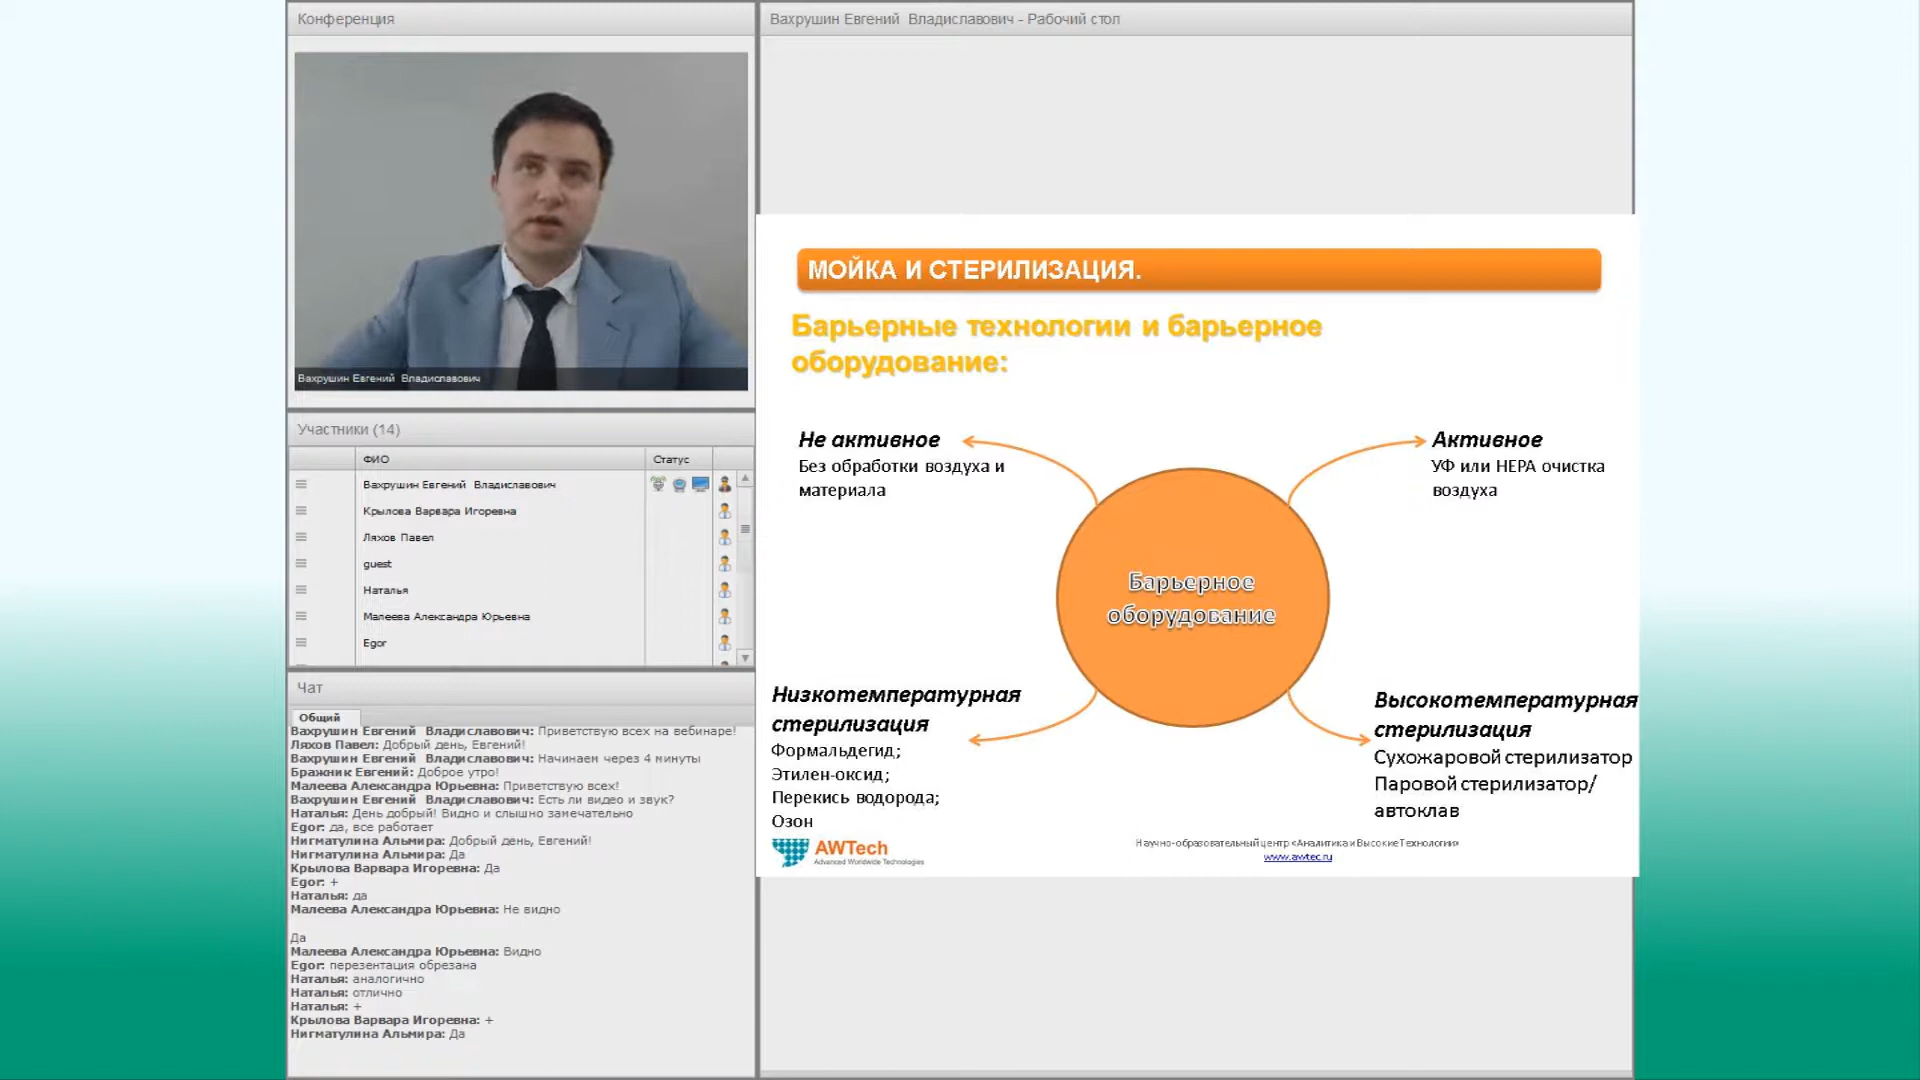 Конференция
Вахрушин Евгений Владиславович
Участники (14)
ФИО
Статус
Вахрушин Евгений Владиславович
Крылова Варвара Игоревна
Ляхов Павел
guest
Наталья
Малеева Александра Юрьевна
Egor
Чат
Общий
Вахрушин Евгений Владиславович: Приветствую всех на вебинаре!
Ляхов Павел: Добрый день, Евгений!
Вахрушин Евгений Владиславович: Начинаем через 4 минуты
Бражник Евгений: Доброе утро!
Малеева Александра Юрьевна: Приветствую всех!
Вахрушин Евгений Владиславович: Есть ли видео и звук?
Наталья: День добрый! Видно и слышно замечательно
Egor: да, все работает
Нигматулина Альмира: Добрый день, Евгений!
Нигматулина Альмира: Да
Крылова Варвара Игоревна: Да
Egor: +
Наталья: да
Малеева Александра Юрьевна: Не видно
Да
Малеева Александра Юрьевна: Видно
Egor: перезентация обрезана
Наталья: аналогично
Наталья: отлично
Наталья: +
Крылова Варвара Игоревна: +
Нигматулина Альмира: Да
Вахрушин Евгений Владиславович - Рабочий стол
МОЙКА И СТЕРИЛИЗАЦИЯ.
Барьерные технологии и барьерное
оборудование:
Не активное
Без обработки воздуха и
материала
Активное
УФ или HEPA очистка
воздуха
Барьерное
оборудование
Низкотемпературная
стерилизация
Формальдегид;
Этилен-оксид;
Перекись водорода;
Озон
Высокотемпературная
стерилизация
Сухожаровой стерилизатор
Паровой стерилизатор/
автоклав
AWTech
Advanced Worldwide Technologies
Научно-образовательный центр «Аналитика и Высокие Технологии»
www.awtec.ru